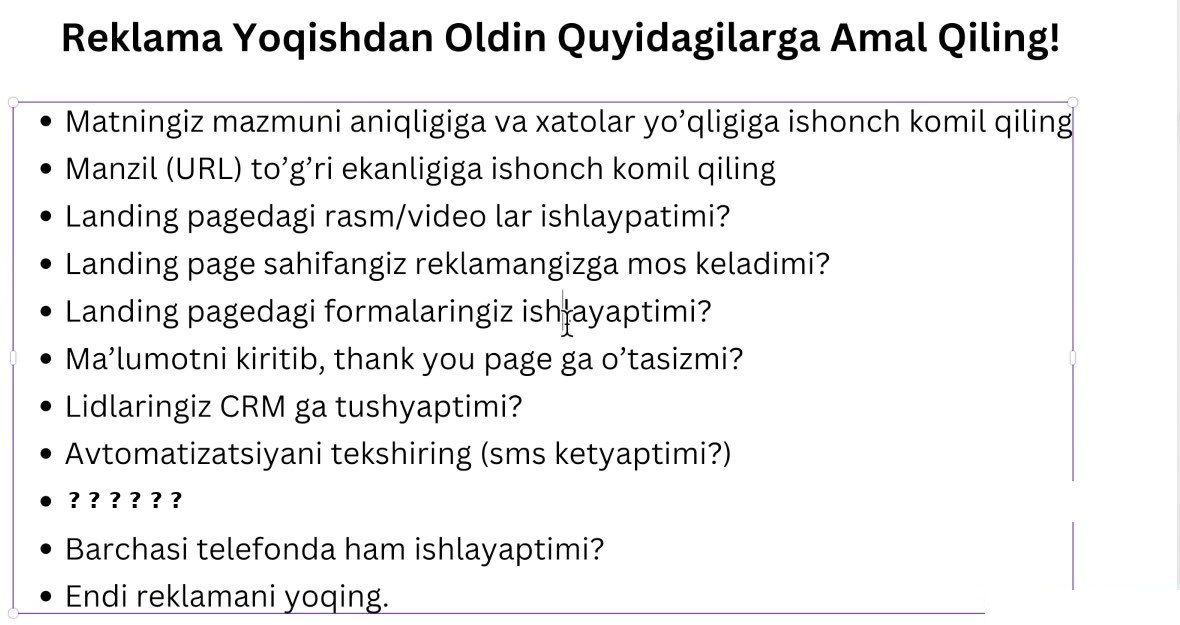 Reklama Yoqishdan Oldin Quyidagilarga Amal Qiling!
• Matningiz mazmuni aniqligiga va xatolar yo’qligiga ishonch komil qiling
• Manzil (URL) to’g’ri ekanligiga ishonch komil qiling
• Landing pagedagi rasm/video lar ishlaypatimi?
• Landing page sahifangiz reklamangizga mos keladimi?
• Landing pagedagi formalaringiz ishlayaptimi?
• Ma’lumotni kiritib, thank you page ga o’tasizmi?
• Lidlaringiz CRM ga tushyaptimi?
• Avtomatizatsiyani tekshiring (sms ketyaptimi?)
• ? ? ? ? ? ?
• Barchasi telefonda ham ishlayaptimi?
• Endi reklamani yoqing.